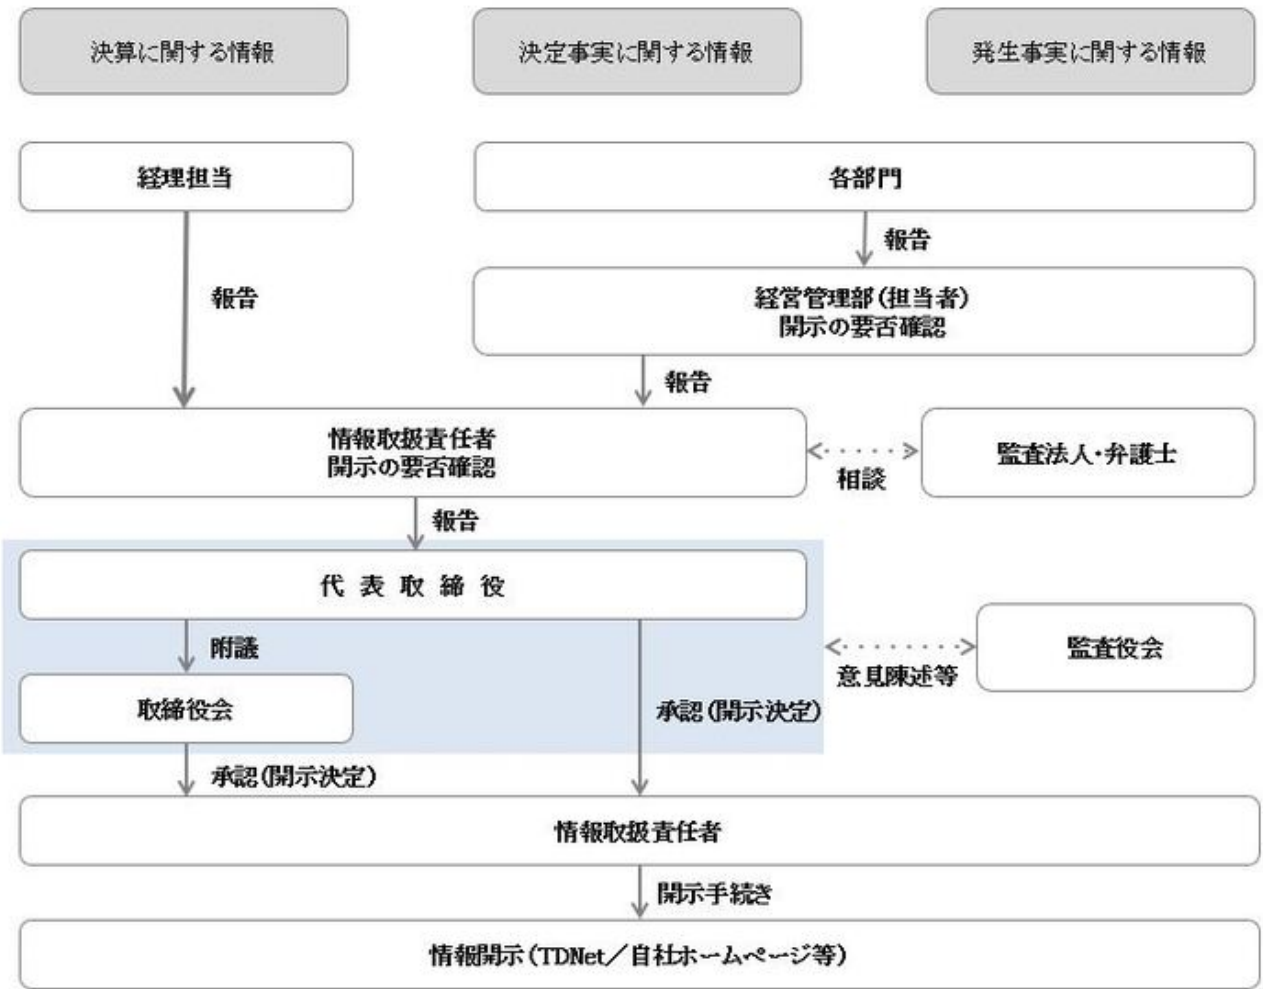 決算に関する情報
決定事実に関する情報
発生事実に関する情報
経理担当
各部門
報告
報告
経営管理部(担当者)
開示の要否確認
報告
情報取扱責任者
開示の要否確認
相談
監査法人・弁護士
報告
代表取締役
附議
取締役会
承認(開示決定)
意見陳述等
監査役会
承認(開示決定)
情報取扱責任者
開示手続き
情報開示(TDNet/自社ホームページ等)